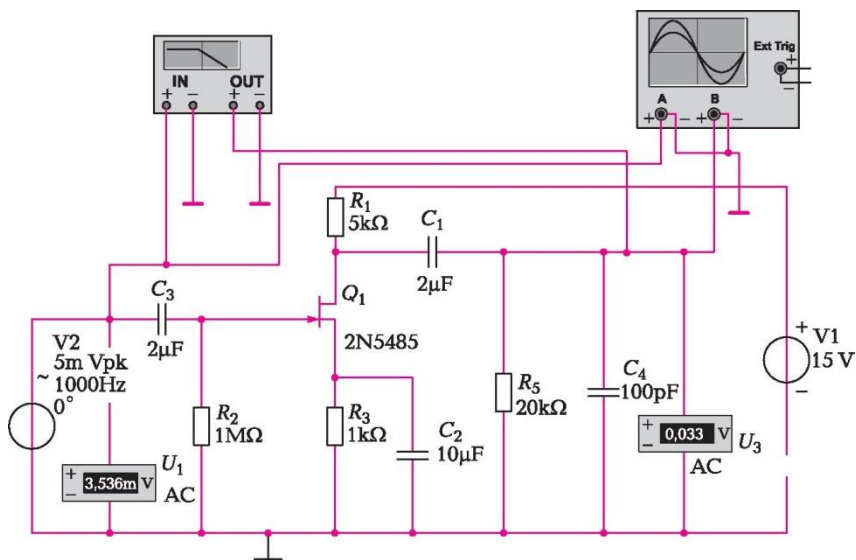 Ext Trig
+
−
IN OUT
+ − + −
A B
+ − + −
R1
5kΩ
C1
2μF
C3
2μF
Q1
2N5485
V2
5m Vpk
~ 1000Hz
0°
R2
1MΩ
R3
1kΩ
C2
10μF
R5
20kΩ
C4
100pF
+
V1
15 V
−
+
−
3,536m V
U1
AC
+
−
0,033 V
U3
AC